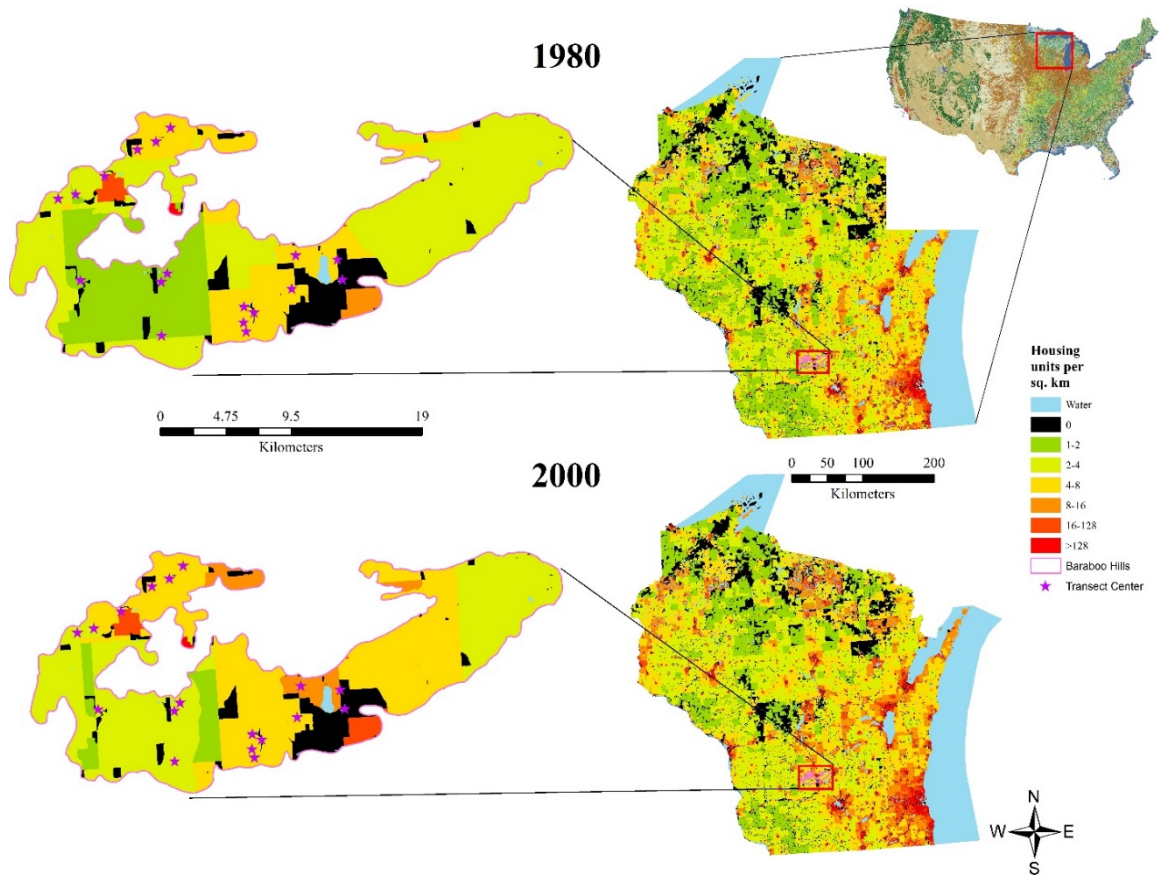 1980
0 4.75 9.5 19
Kilometers
Housing
units per
sq. km
Water
0
1-2
2-4
4-8
8-16
16-128
>128
Baraboo Hills
Transect Center
0 50 100 200
Kilometers
2000
N
W E
S